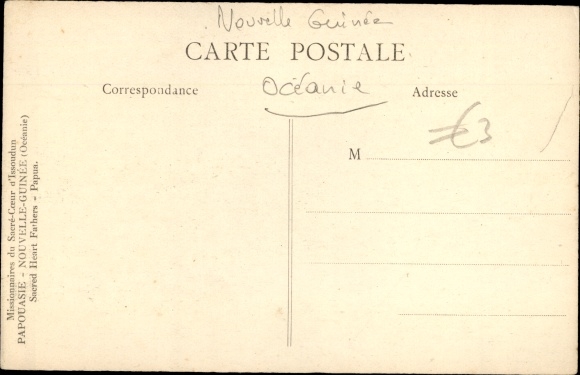 Nouvelle Guinée
CARTE POSTALE
Correspondance
Océanie
Adresse
€3
M
Missionnaires du Sacré-Cœur d'Issoudun
PAPOUASIE - NOUVELLE-GUINÉE (Océanie)
Sacred Heart Fathers - Papua.